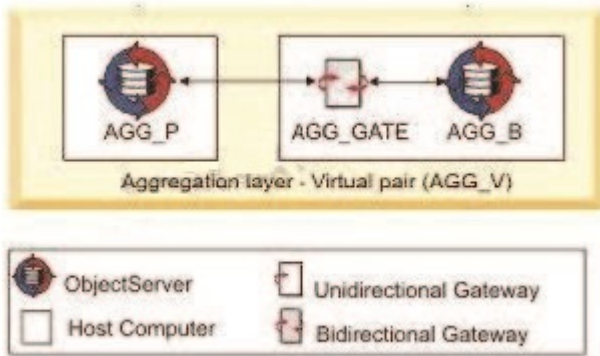 AGG_P
AGG_GATE
AGG_B
Aggregation layer - Virtual pair (AGG_V)
ObjectServer
Unidirectional Gateway
Host Computer
Bidirectional Gateway